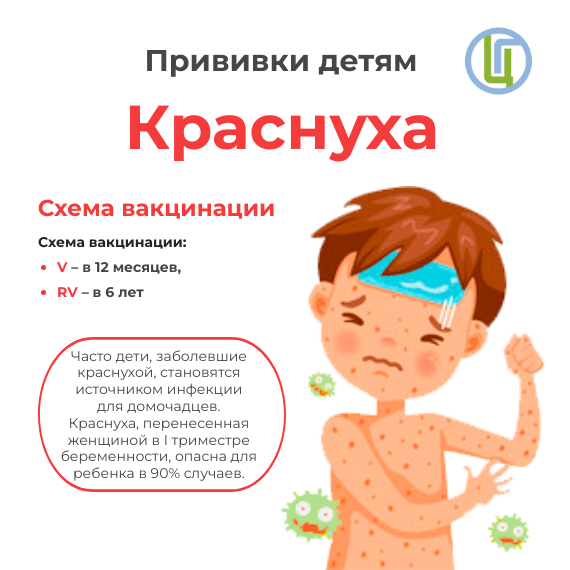 Прививки детям
Краснуха
Схема вакцинации
Схема вакцинации:
• V – в 12 месяцев,
• RV – в 6 лет
Часто дети, заболевшие
краснухой, становятся
источником инфекции
для домочадцев.
Краснуха, перенесенная
женщиной в I триместре
беременности, опасна для
ребенка в 90% случаев.